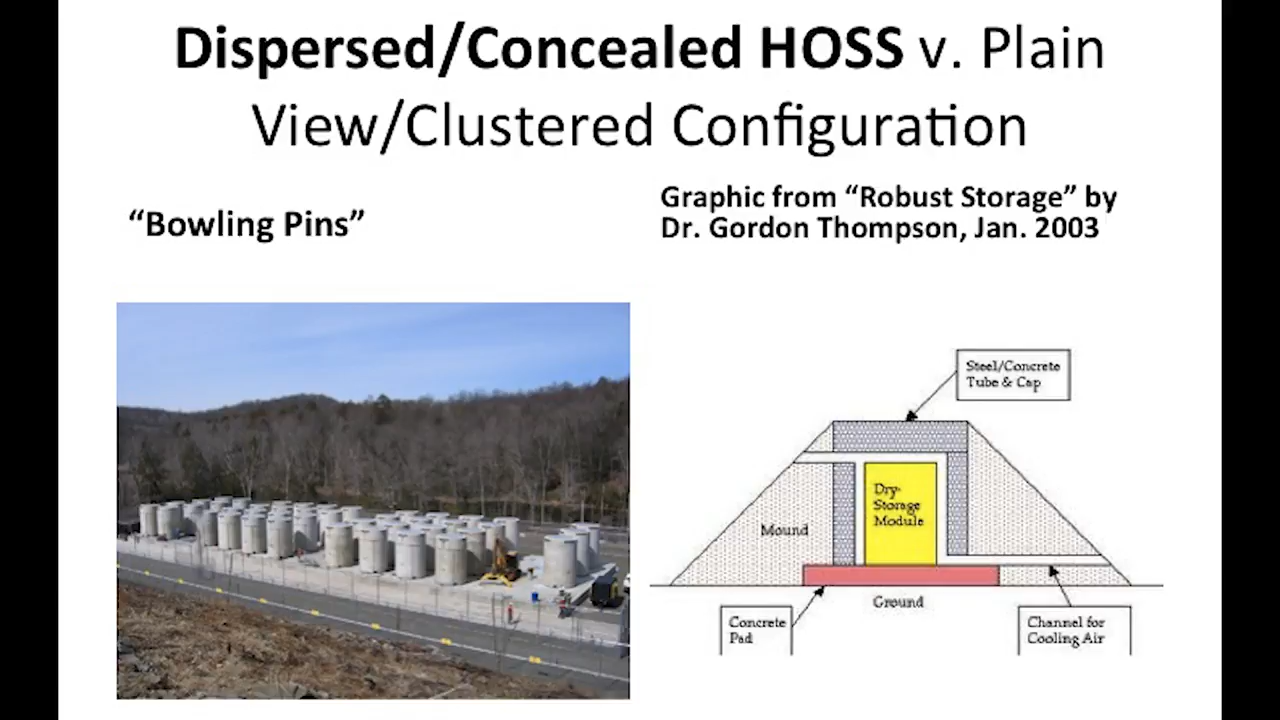 Dispersed/Concealed HOSS v. Plain
View/Clustered Configuration
“Bowling Pins”
Graphic from “Robust Storage” by
Dr. Gordon Thompson, Jan. 2003
Steel/Concrete
Tube & Cap
Dry-
Storage
Module
Mound
Ground
Concrete
Pad
Channel for
Cooling Air